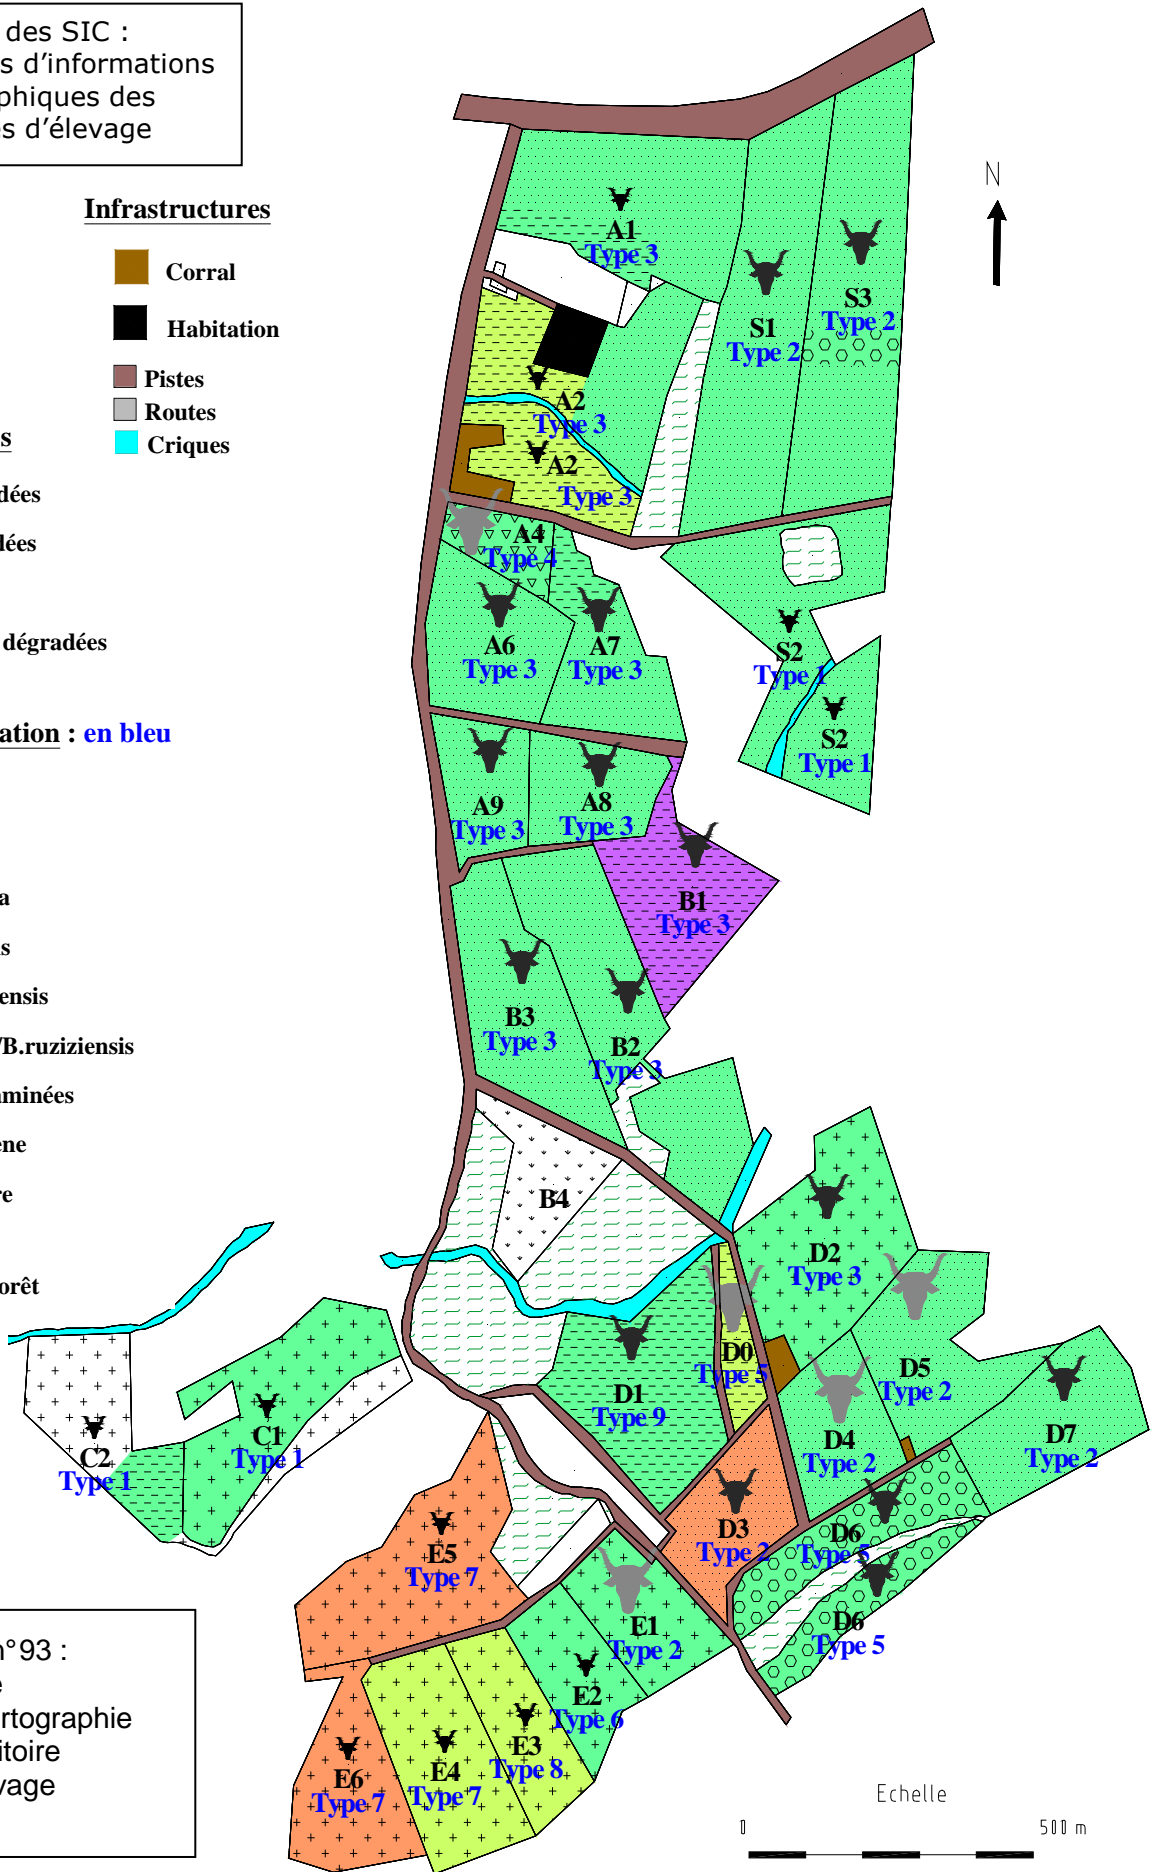 des SIC :
s d'informations
phiques des
s d'élevage
Infrastructures
Corral
Habitation
Pistes
Routes
Criques
s
dées
lées
dégradées
ation : en bleu
a
s
ensis
/B.ruziziensis
aminées
ene
re
orêt
n°93 :
e
rtographie
itoire
vage
N
A1
Type 3
S3
Type 2
S1
Type 2
A2
Type 3
A2
Type 3
A4
Type 4
A6
Type 3
A7
Type 3
S2
Type 1
S2
Type 1
A9
Type 3
A8
Type 3
B1
Type 3
B3
Type 3
B2
Type 3
B4
D2
Type 3
D0
Type 5
D5
Type 2
D1
Type 9
D4
Type 2
D7
Type 2
C2
Type 1
C1
Type 1
D3
Type 2
D6
Type 5
E5
Type 7
E1
Type 2
D6
Type 5
E2
Type 6
E3
Type 8
E4
Type 7
E6
Type 7
Echelle
0
500 m